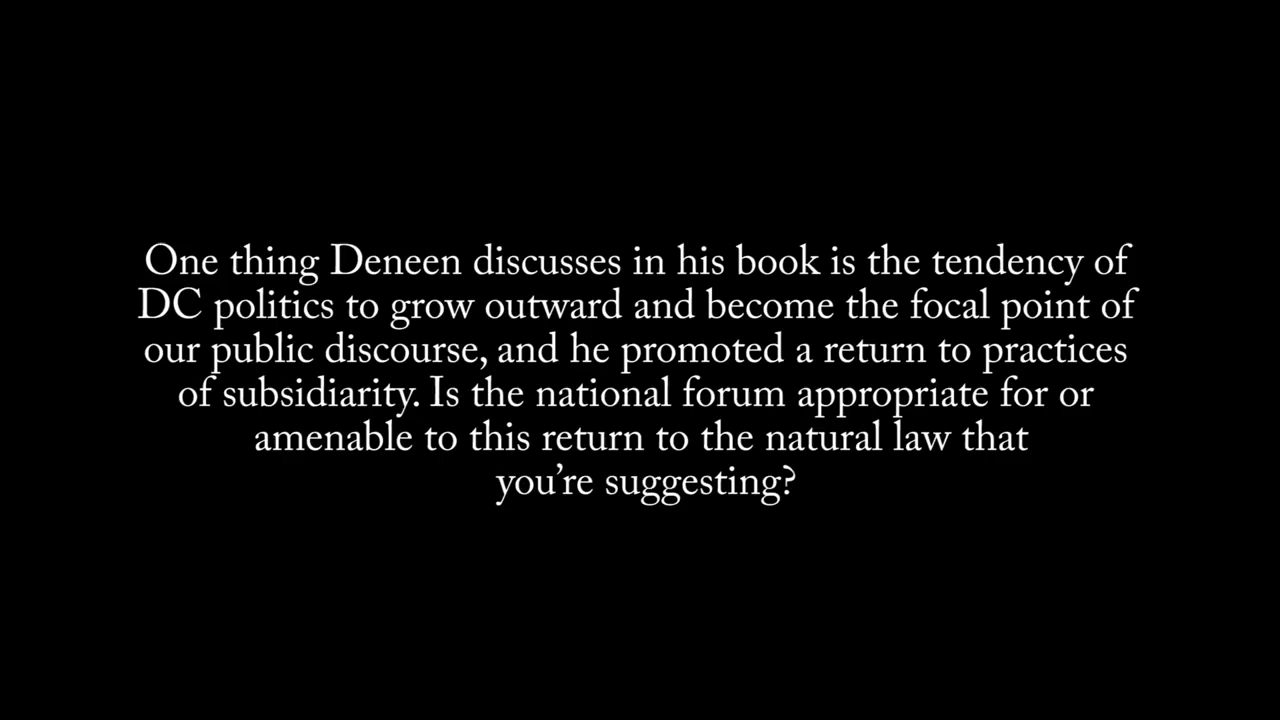 One thing Deneen discusses in his book is the tendency of
DC politics to grow outward and become the focal point of
our public discourse, and he promoted a return to practices
of subsidiarity. Is the national forum appropriate for or
amenable to this return to the natural law that
you’re suggesting?